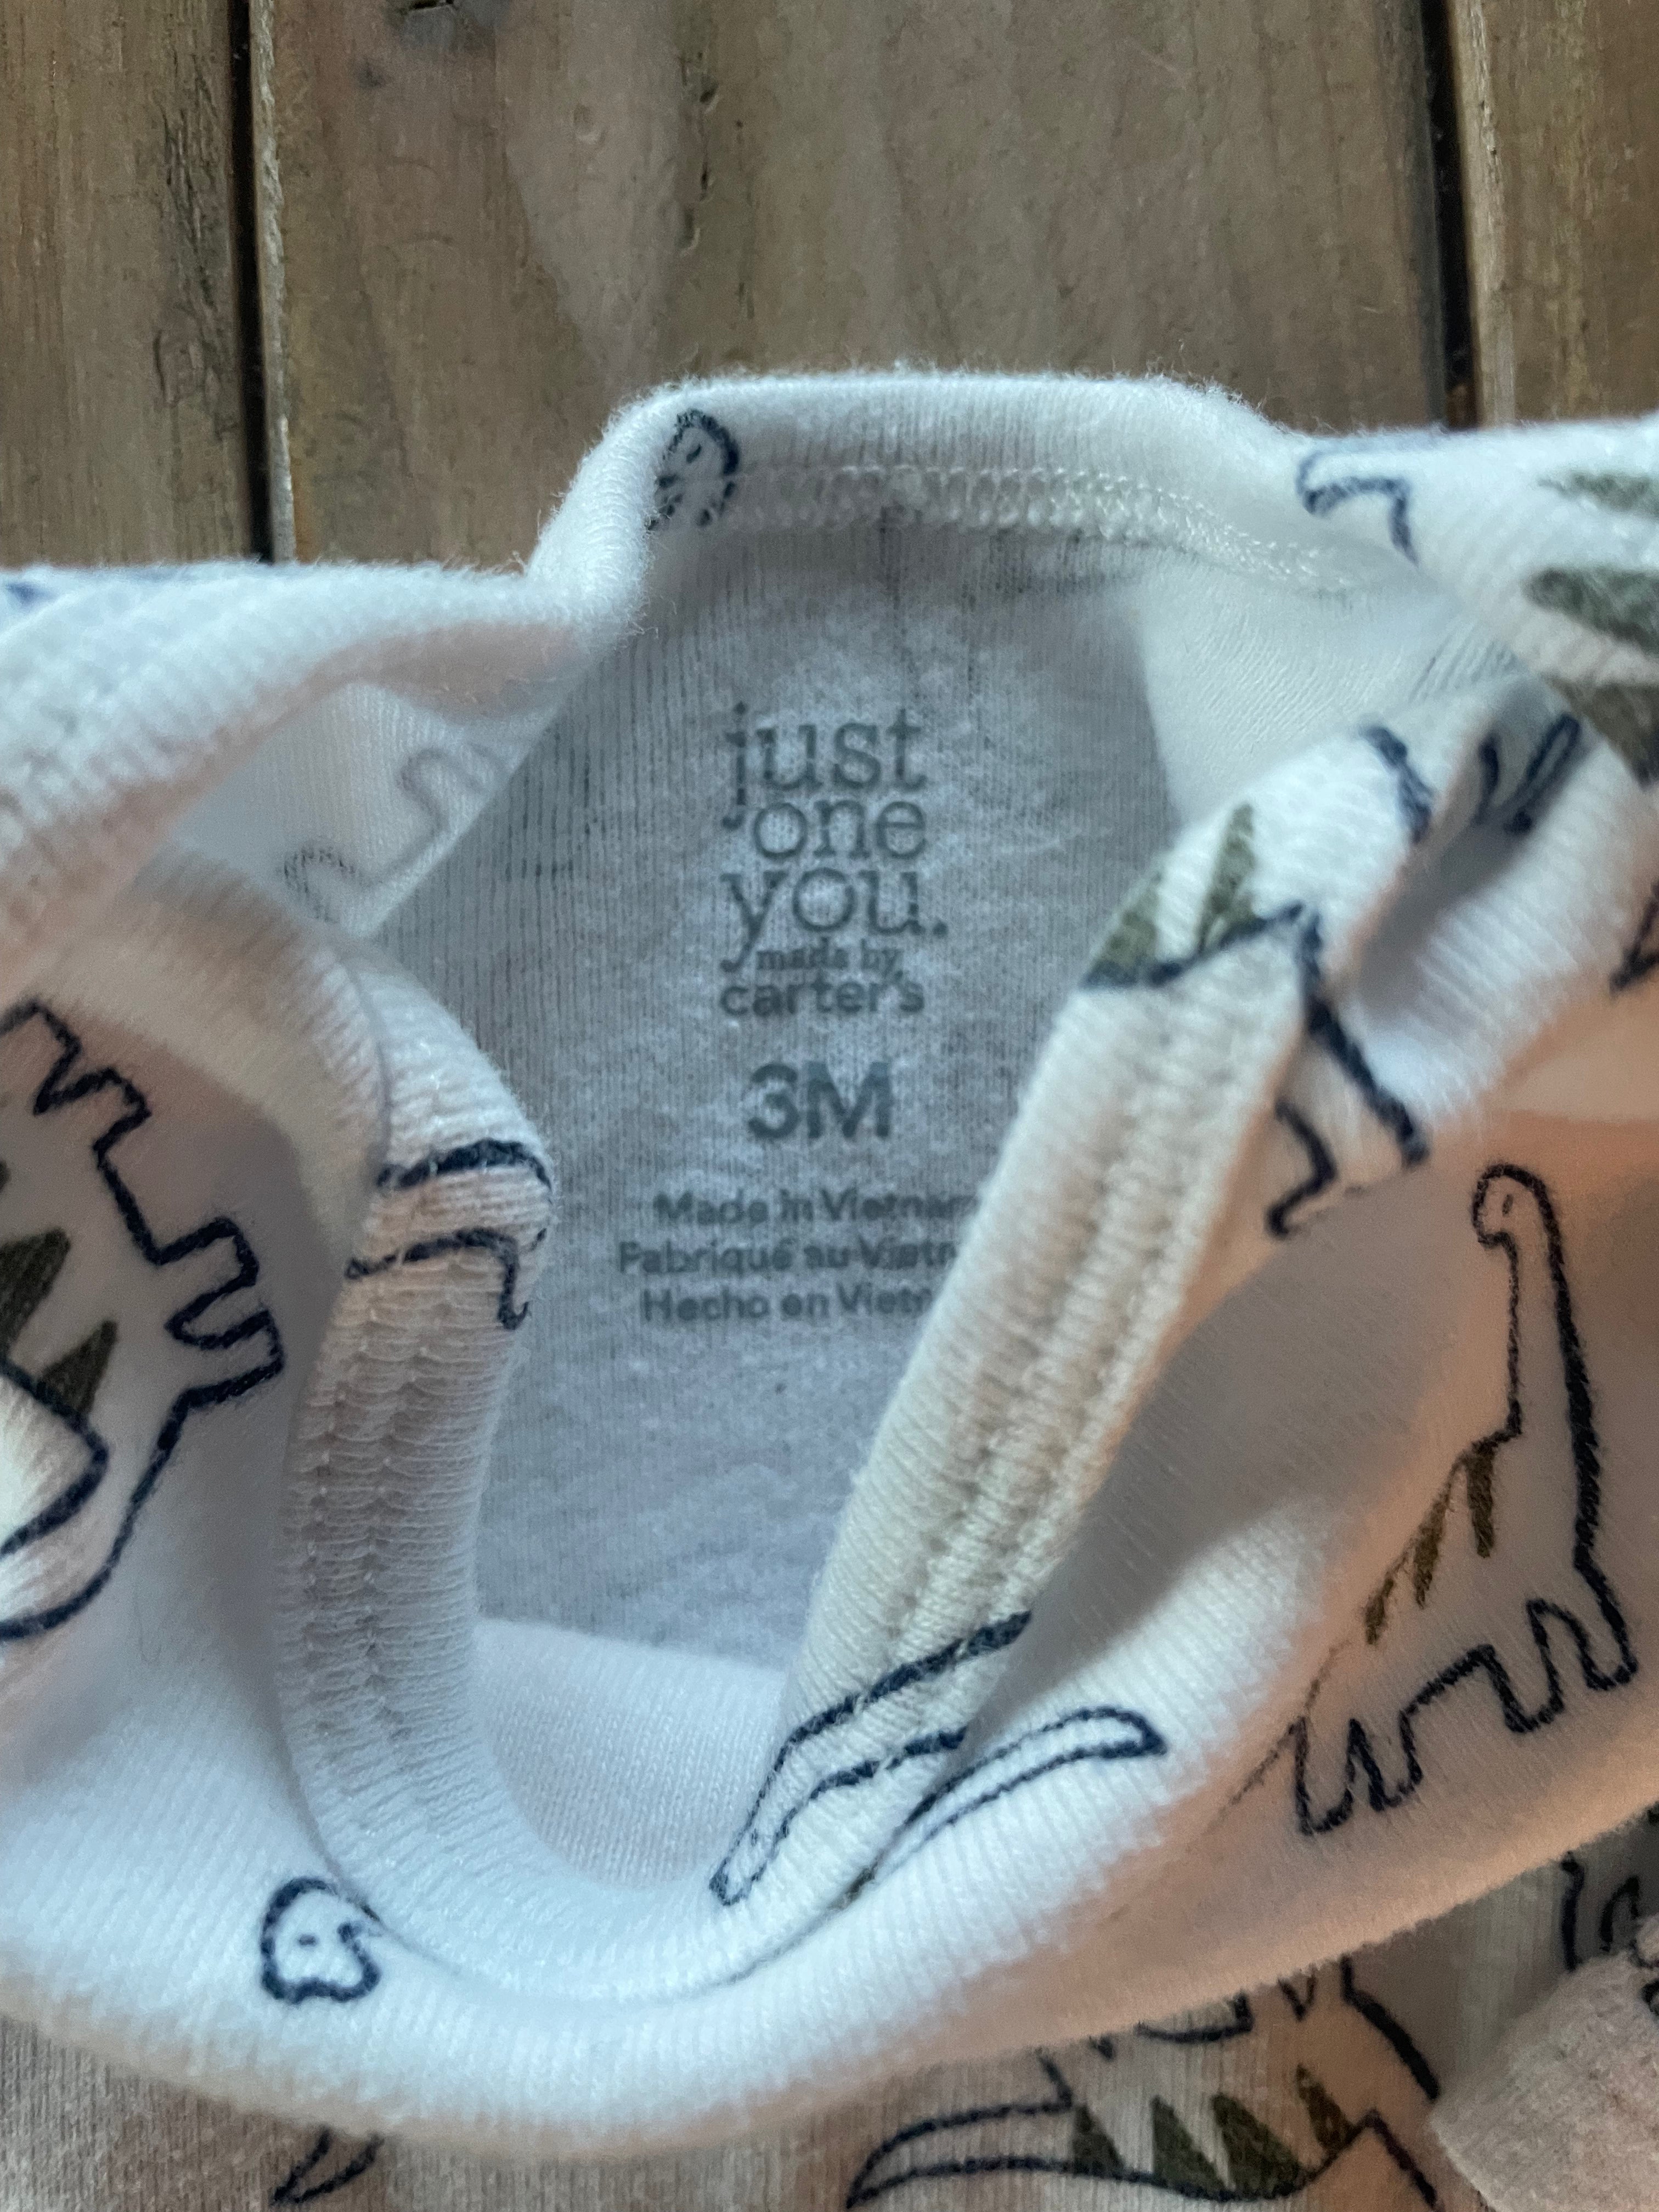 just
one
you.
made by
carter's
3M
Made in Vietnam
Fabriqué au
Hecho en